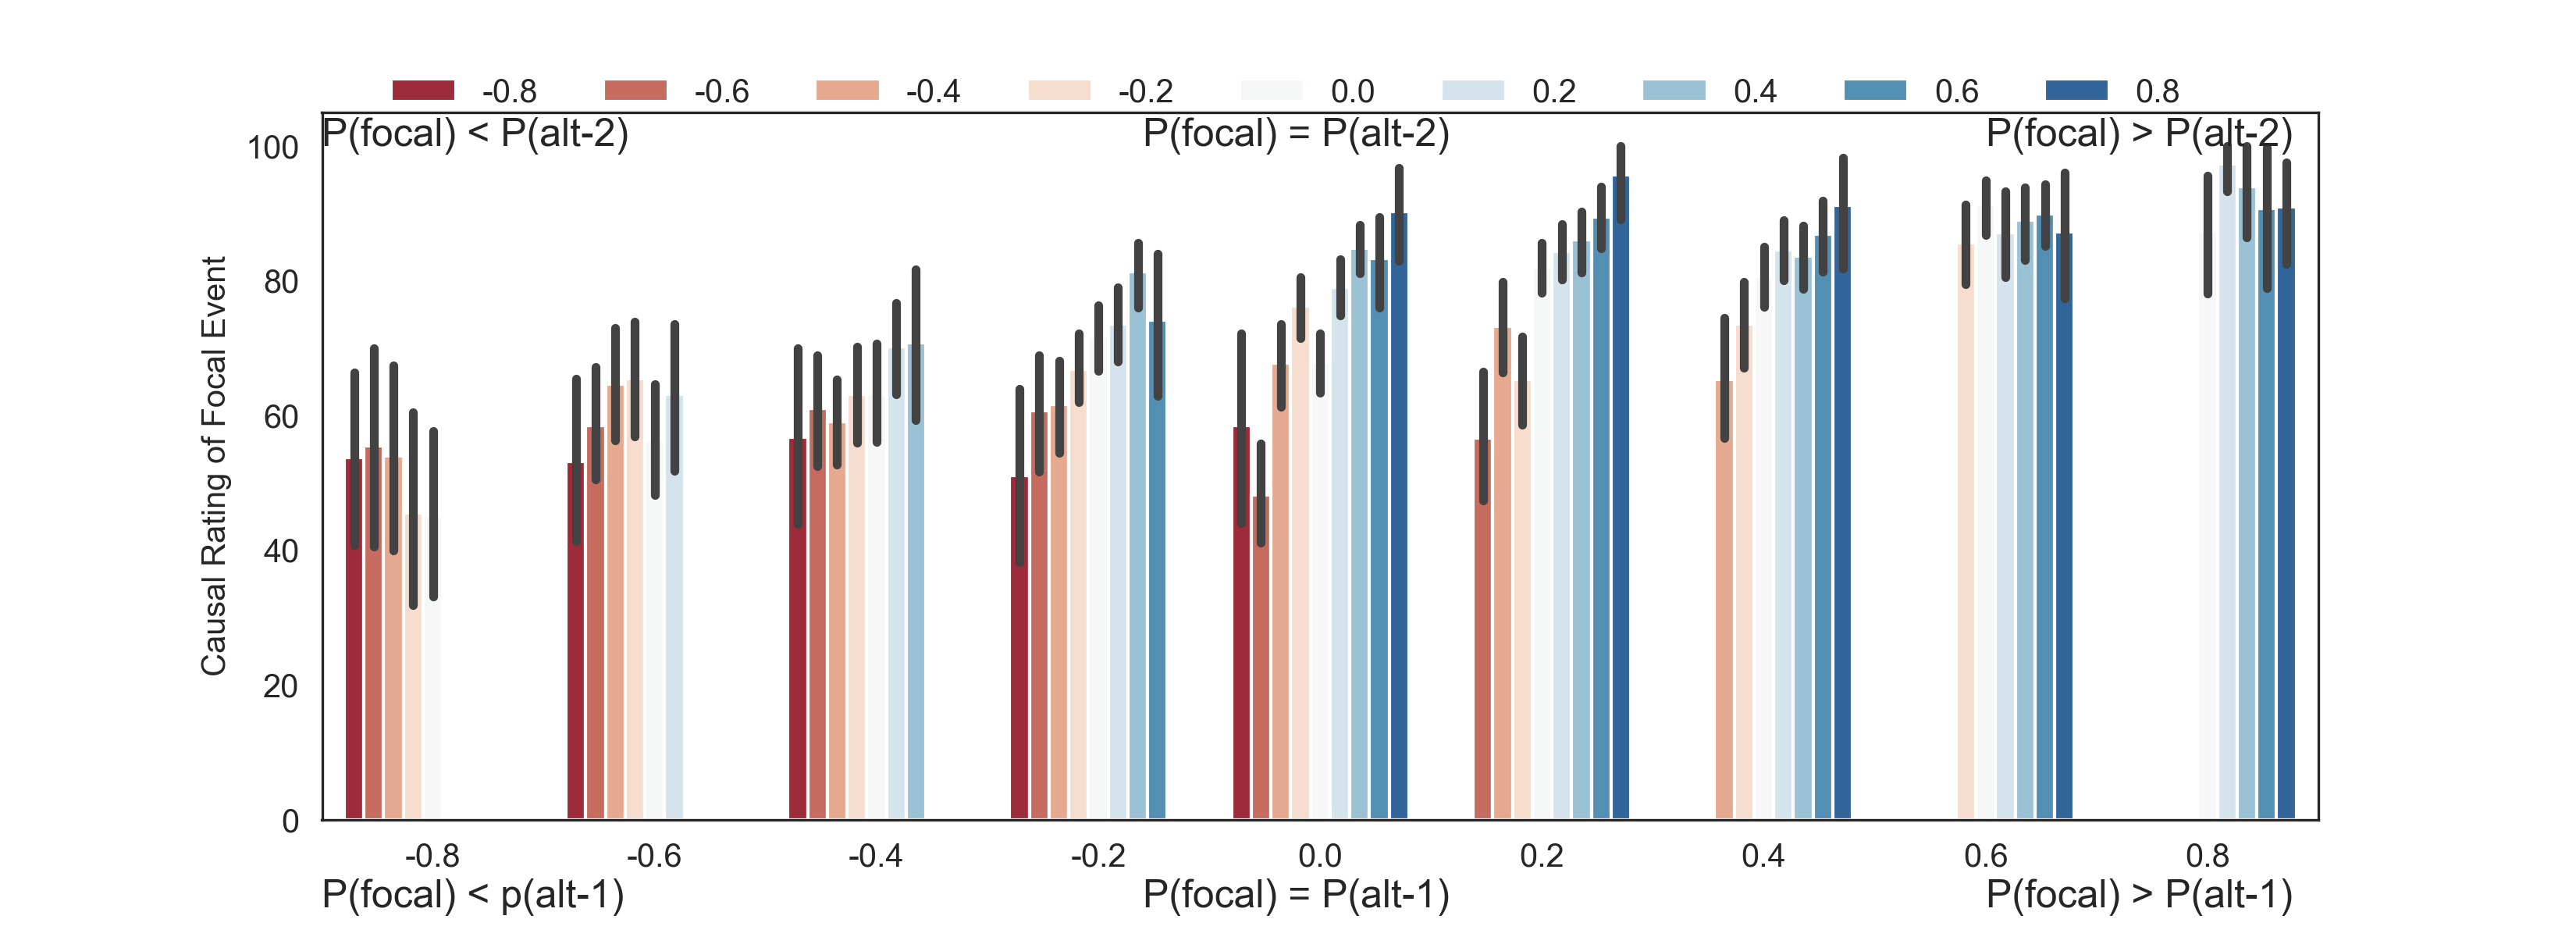 -0.8 -0.6 -0.4 -0.2 0.0 0.2 0.4 0.6 0.8
P(focal) < P(alt-2) P(focal) = P(alt-2) P(focal) > P(alt-2)
100
80
60
40
20
0
Causal Rating of Focal Event
-0.8 -0.6 -0.4 -0.2 0.0 0.2 0.4 0.6 0.8
P(focal) < p(alt-1) P(focal) = P(alt-1) P(focal) > P(alt-1)